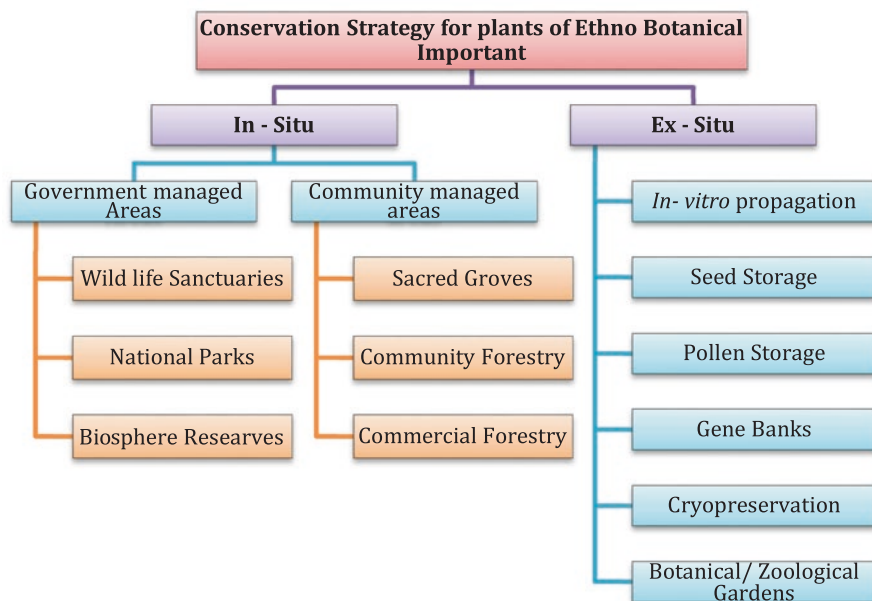 Conservation Strategy for plants of Ethno Botanical
Important
In - Situ
Ex - Situ
Government managed
Areas
Community managed
areas
Wild life Sanctuaries
National Parks
Biosphere Researves
Sacred Groves
Community Forestry
Commercial Forestry
In- vitro propagation
Seed Storage
Pollen Storage
Gene Banks
Cryopreservation
Botanical/ Zoological
Gardens